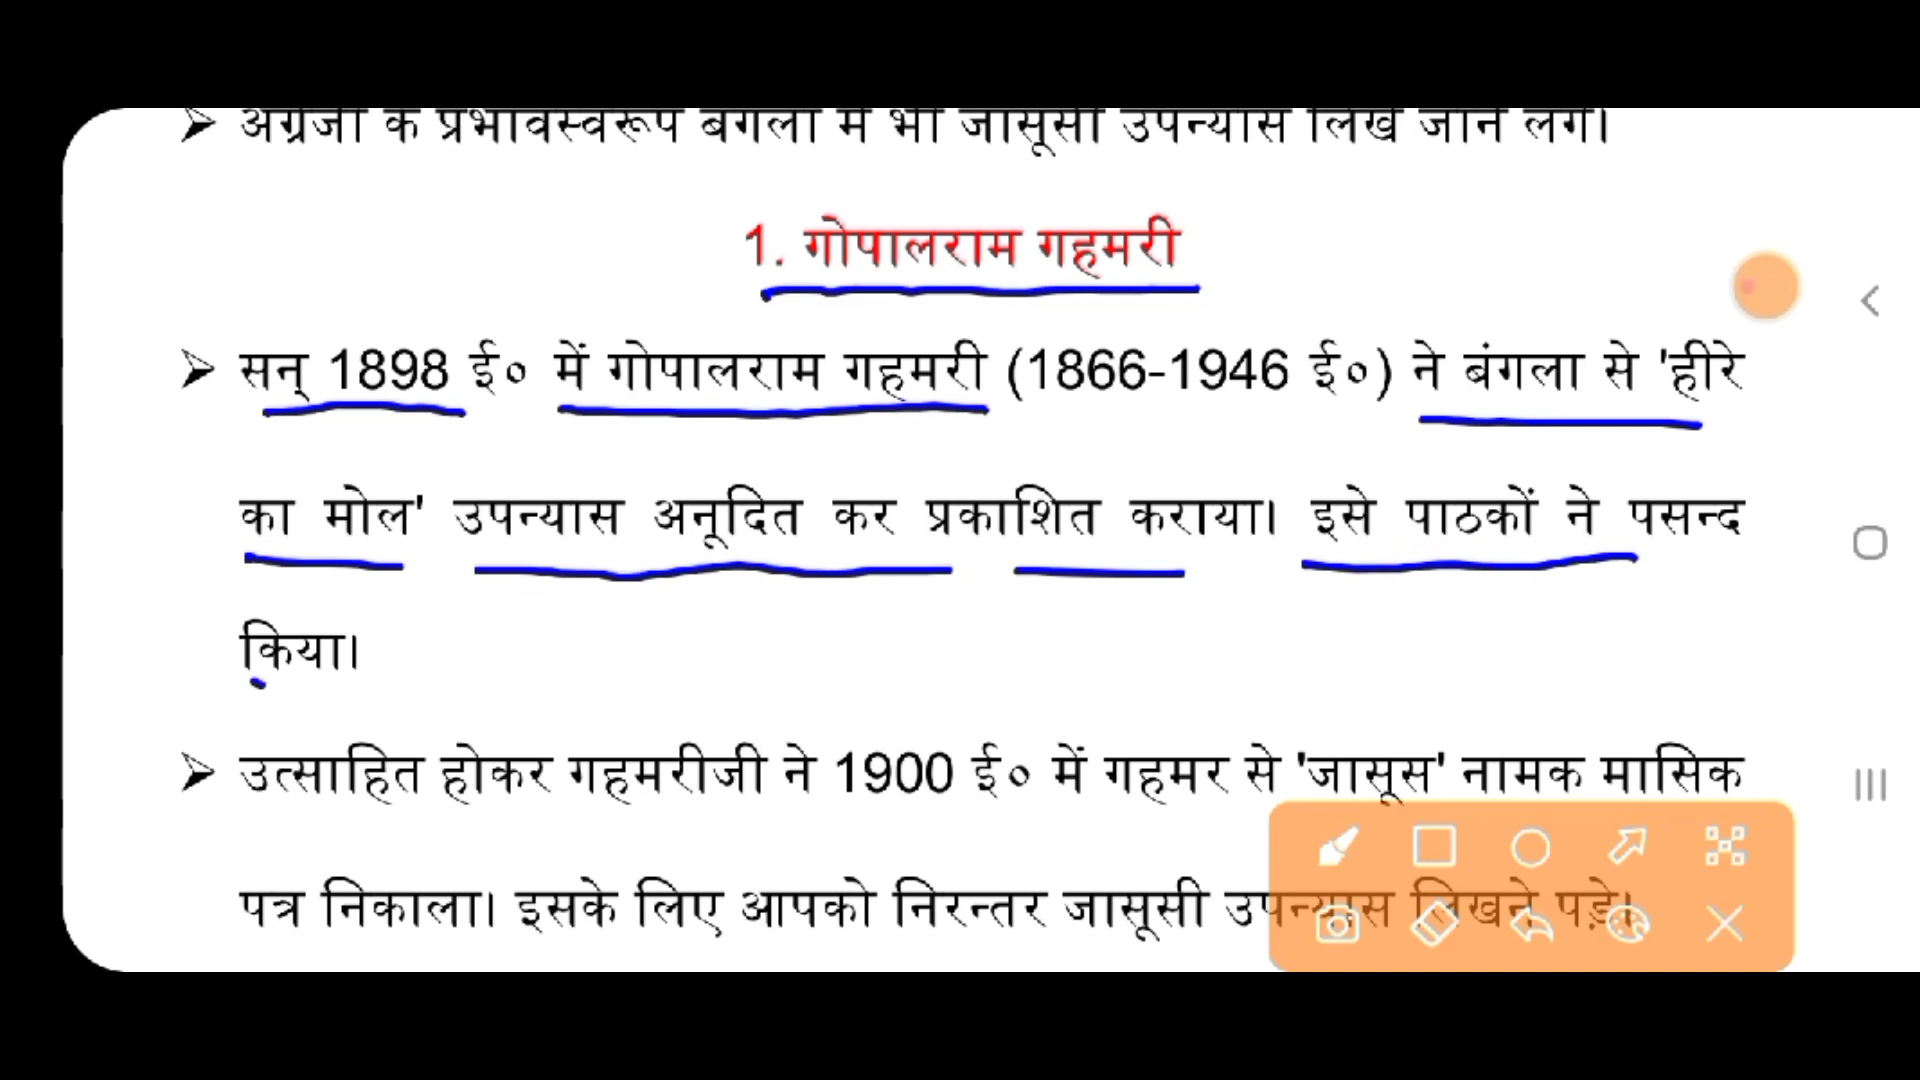 ➢ अंग्रेजी के प्रभावस्वरूप बंगला में भी जासूसी उपन्यास लिखे जाने लगे।
1. गोपालराम गहमरी
➢ सन् 1898 ई० में गोपालराम गहमरी (1866-1946 ई०) ने बंगला से 'हीरे
का मोल' उपन्यास अनूदित कर प्रकाशित कराया। इसे पाठकों ने पसन्द
किया।
➢ उत्साहित होकर गहमरीजी ने 1900 ई० में गहमर से 'जासूस' नामक मासिक
पत्र निकाला। इसके लिए आपको निरन्तर जासूसी उपन्यास लिखने पड़े।